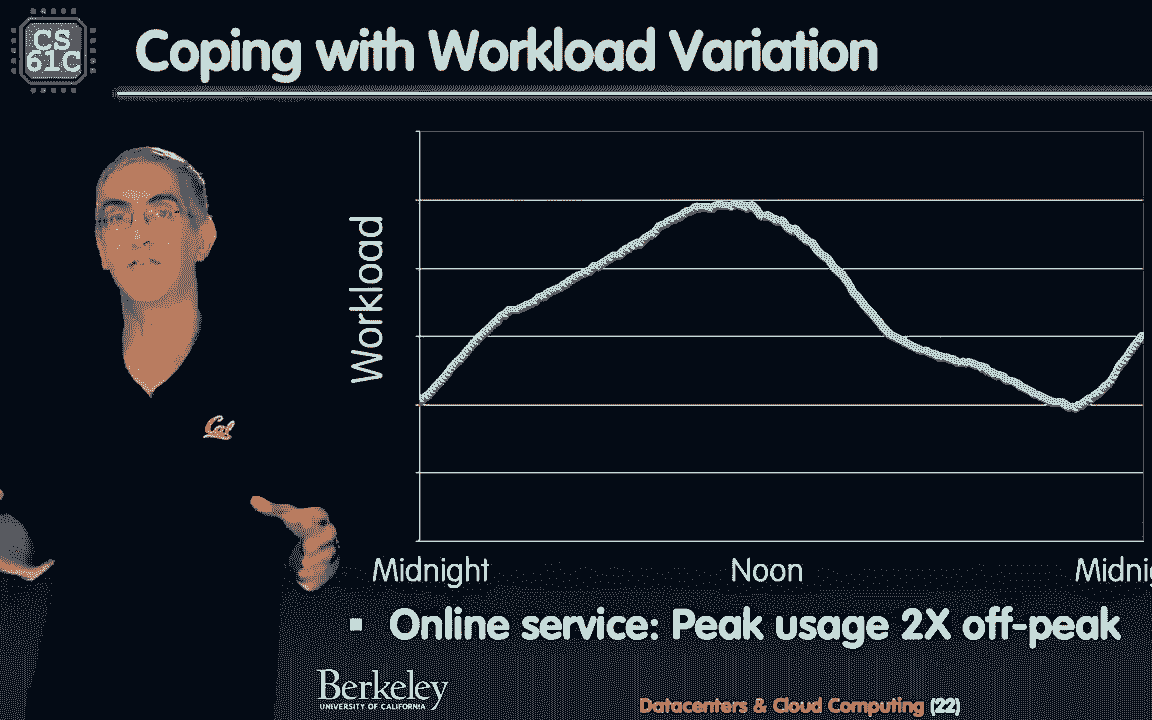 CS
61C
Coping with Workload Variation
Workload
Cal
Midnight Noon Midnig
▪ Online service: Peak usage 2X off-peak
Berkeley
UNIVERSITY OF CALIFORNIA
Datacenters & Cloud Computing (22)